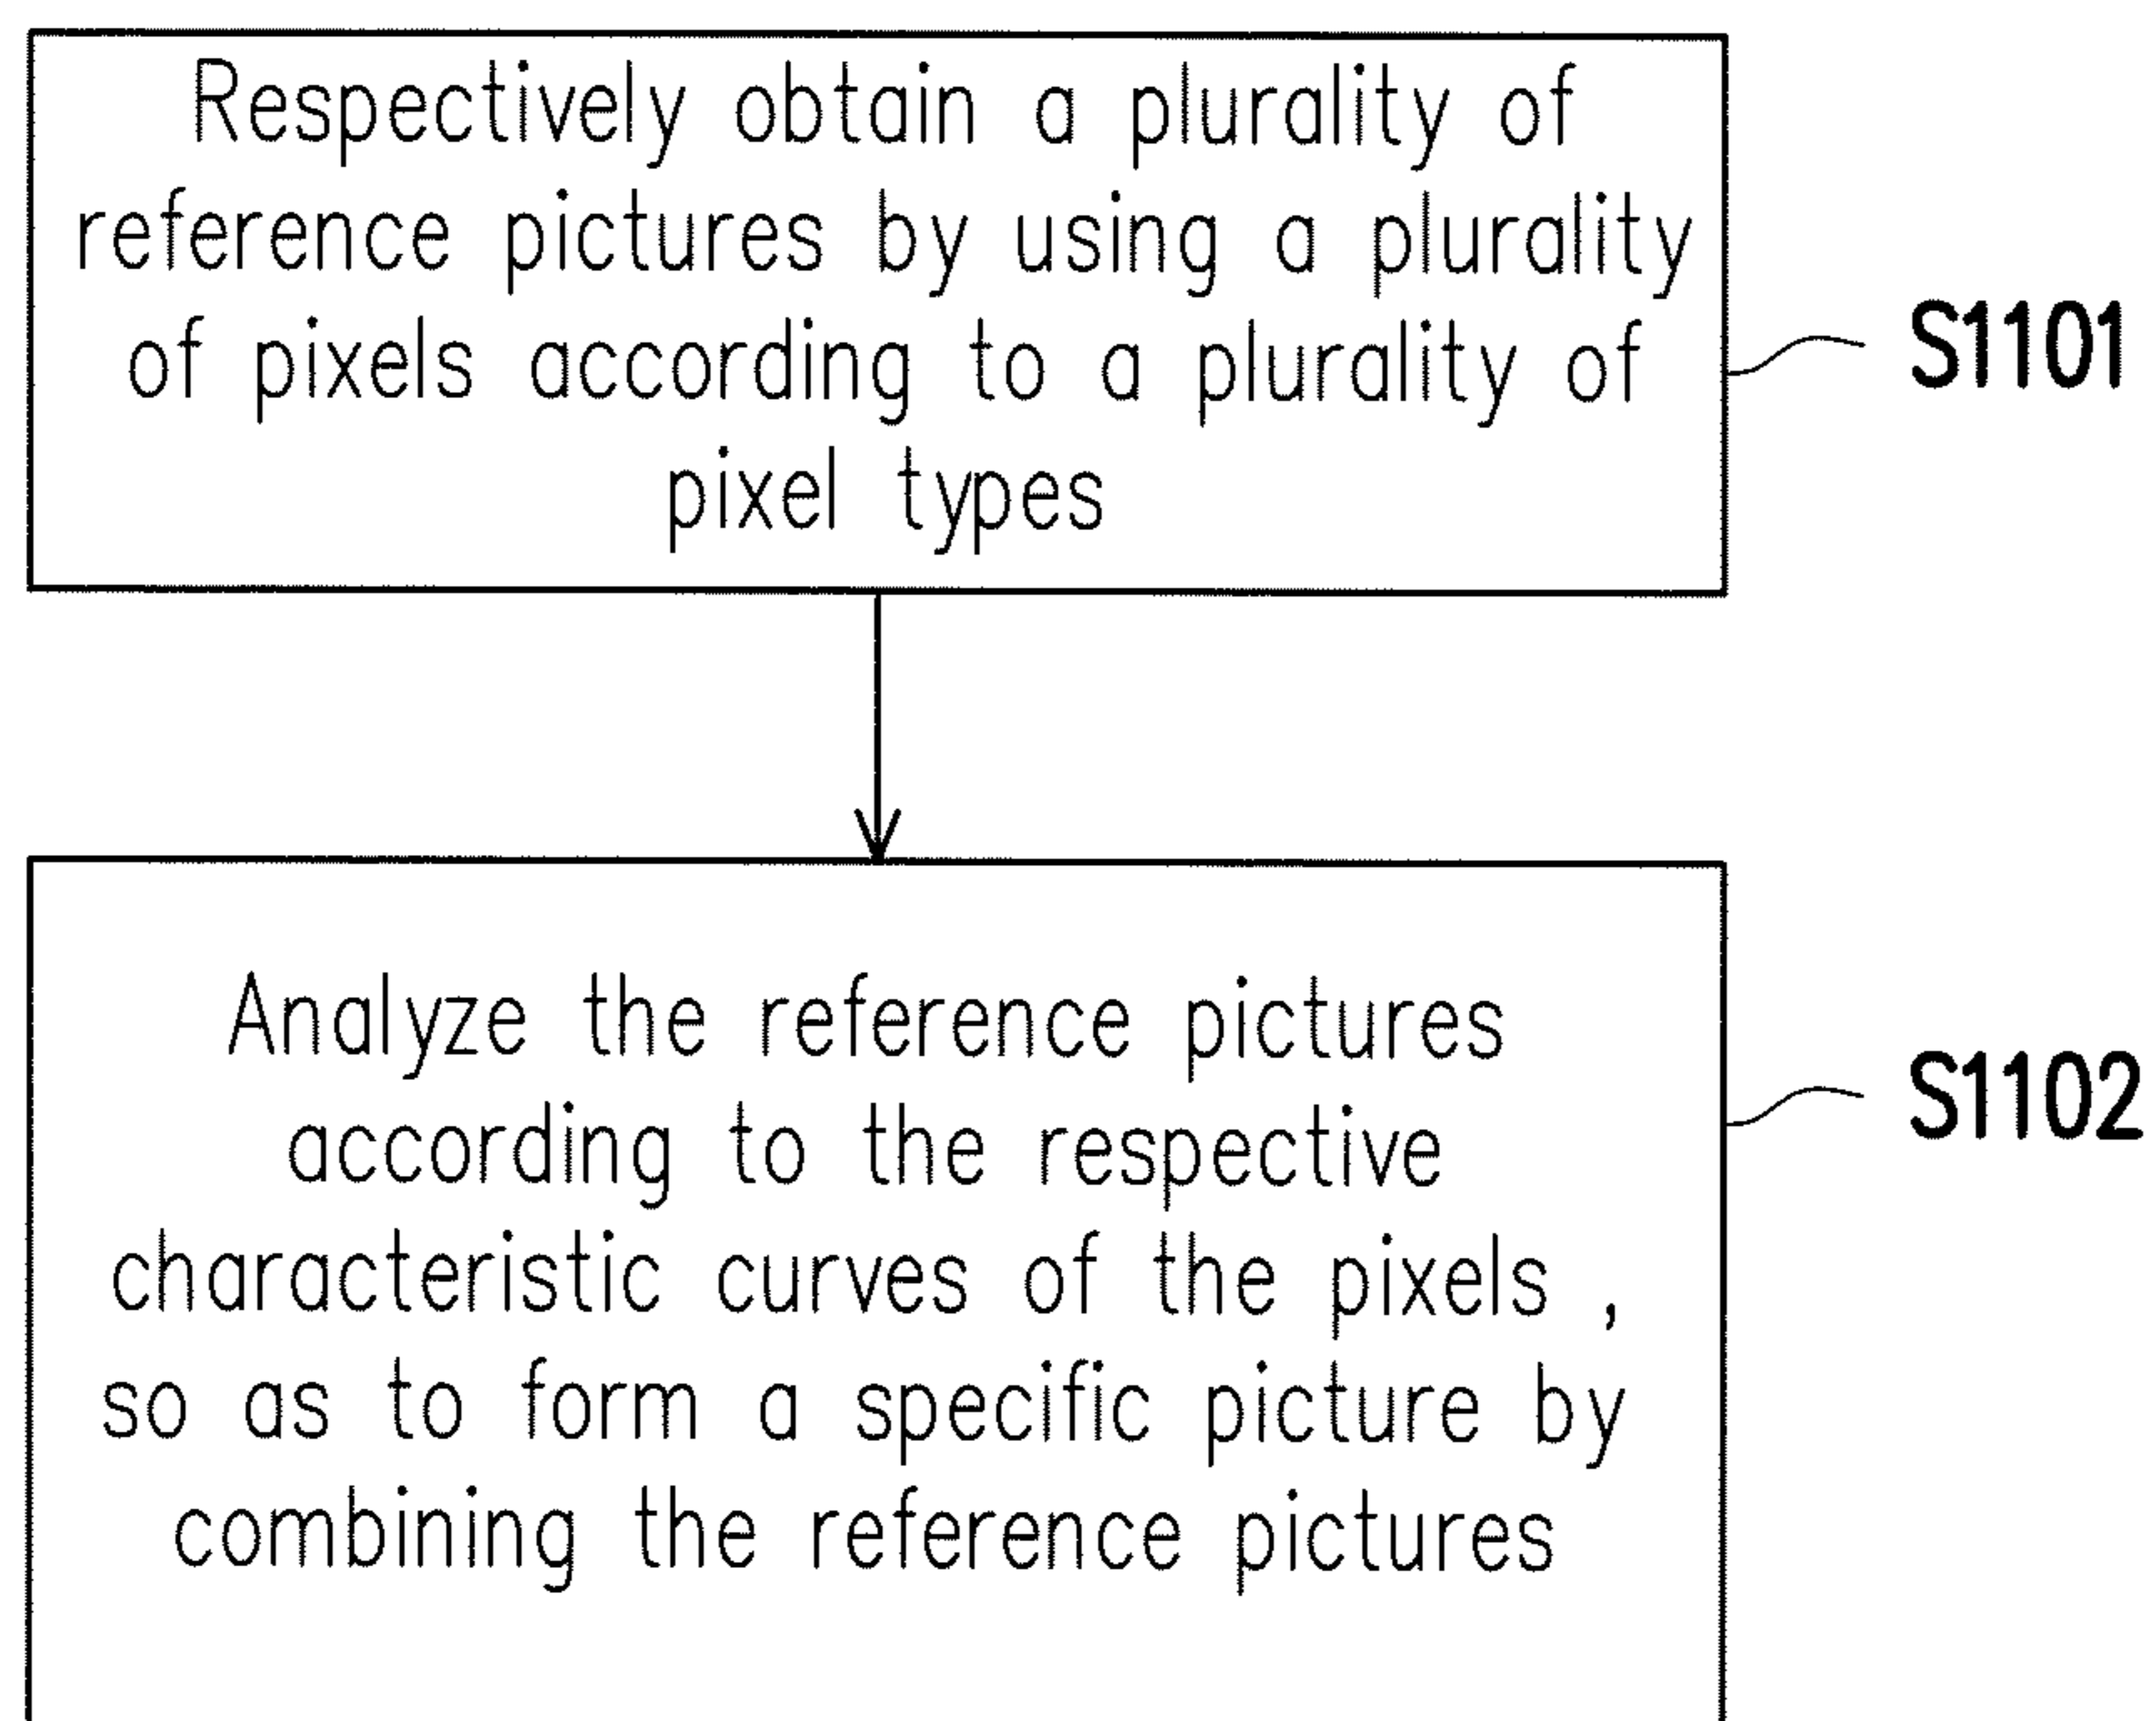 Respectively obtain a plurality of
reference pictures by using a plurality
of pixels according to a plurality of
pixel types
S1101
Analyze the reference pictures
according to the respective
characteristic curves of the pixels ,
so as to form a specific picture by
combining the reference pictures
S1102